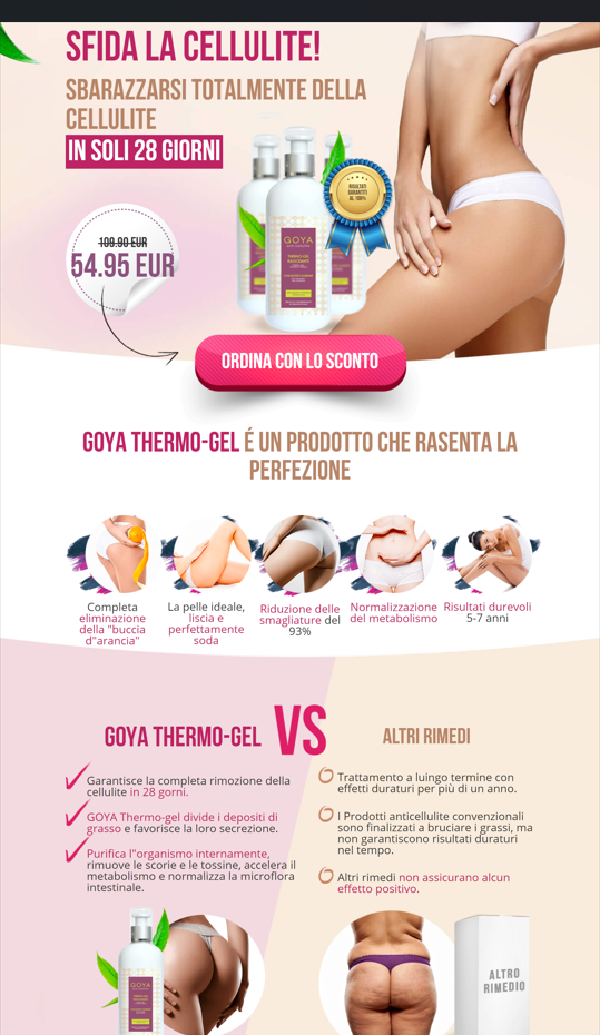 SFIDA LA CELLULITE!
SBARAZZARSI TOTALMENTE DELLA
CELLULITE
IN SOLI 28 GIORNI
RISULTATI
GARANTITI
AL 100%
109.90 EUR
54.95 EUR
GOYA
THERMO-GEL
ORDINA CON LO SCONTO
GOYA THERMO-GEL É UN PRODOTTO CHE RASENTA LA
PERFEZIONE
Completa
eliminazione
della "buccia
d"arancia"
La pelle ideale,
liscia e
perfettamente
soda
Riduzione delle
smagliature del
93%
Normalizzazione
del metabolismo
Risultati durevoli
5-7 anni
GOYA THERMO-GEL VS ALTRI RIMEDI
Garantisce la completa rimozione della
cellulite in 28 gorni.
GOYA Thermo-gel divide i depositi di
grasso e favorisce la loro secrezione.
Purifica l"organismo internamente,
rimuove le scorie e le tossine, accelera il
metabolismo e normalizza la microflora
intestinale.
Trattamento a luingo termine con
effetti duraturi per più di un anno.
I Prodotti anticellulite convenzionali
sono finalizzati a bruciare i grassi, ma
non garantiscono risultati duraturi
nel tempo.
Altri rimedi non assicurano alcun
effetto positivo.
GOYA
ALTRO
RIMEDIO